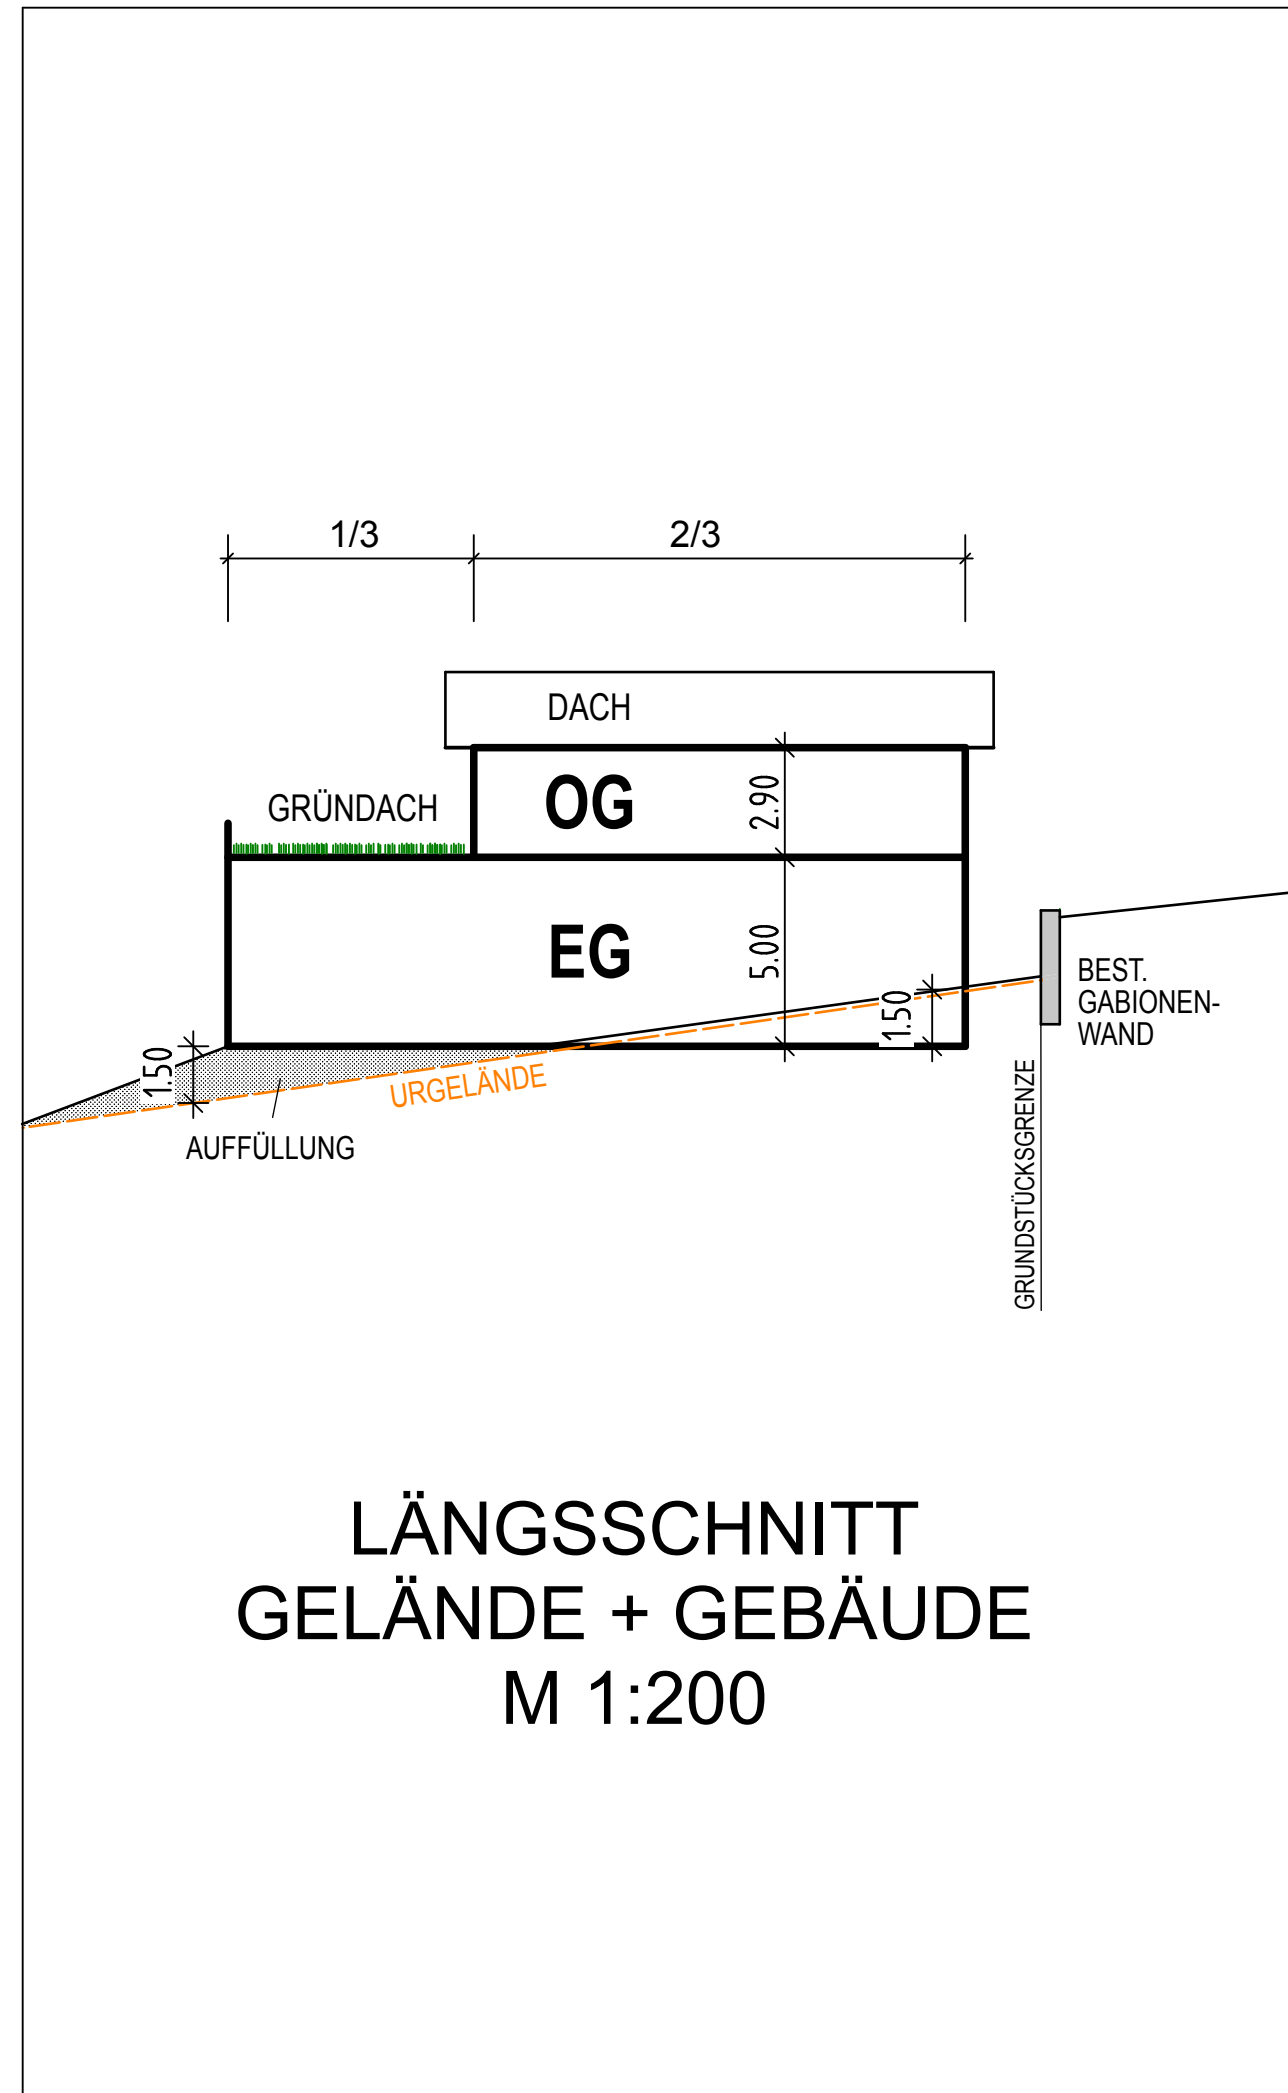 1/3
2/3
DACH
OG
2.90
GRÜNDACH
EG
5.00
1.50
BEST.
GABIONEN-
WAND
1.50
URGELÄNDE
AUFFÜLLUNG
GRUNDSTÜCKSGRENZE
LÄNGSSCHNITT
GELÄNDE + GEBÄUDE
M 1:200